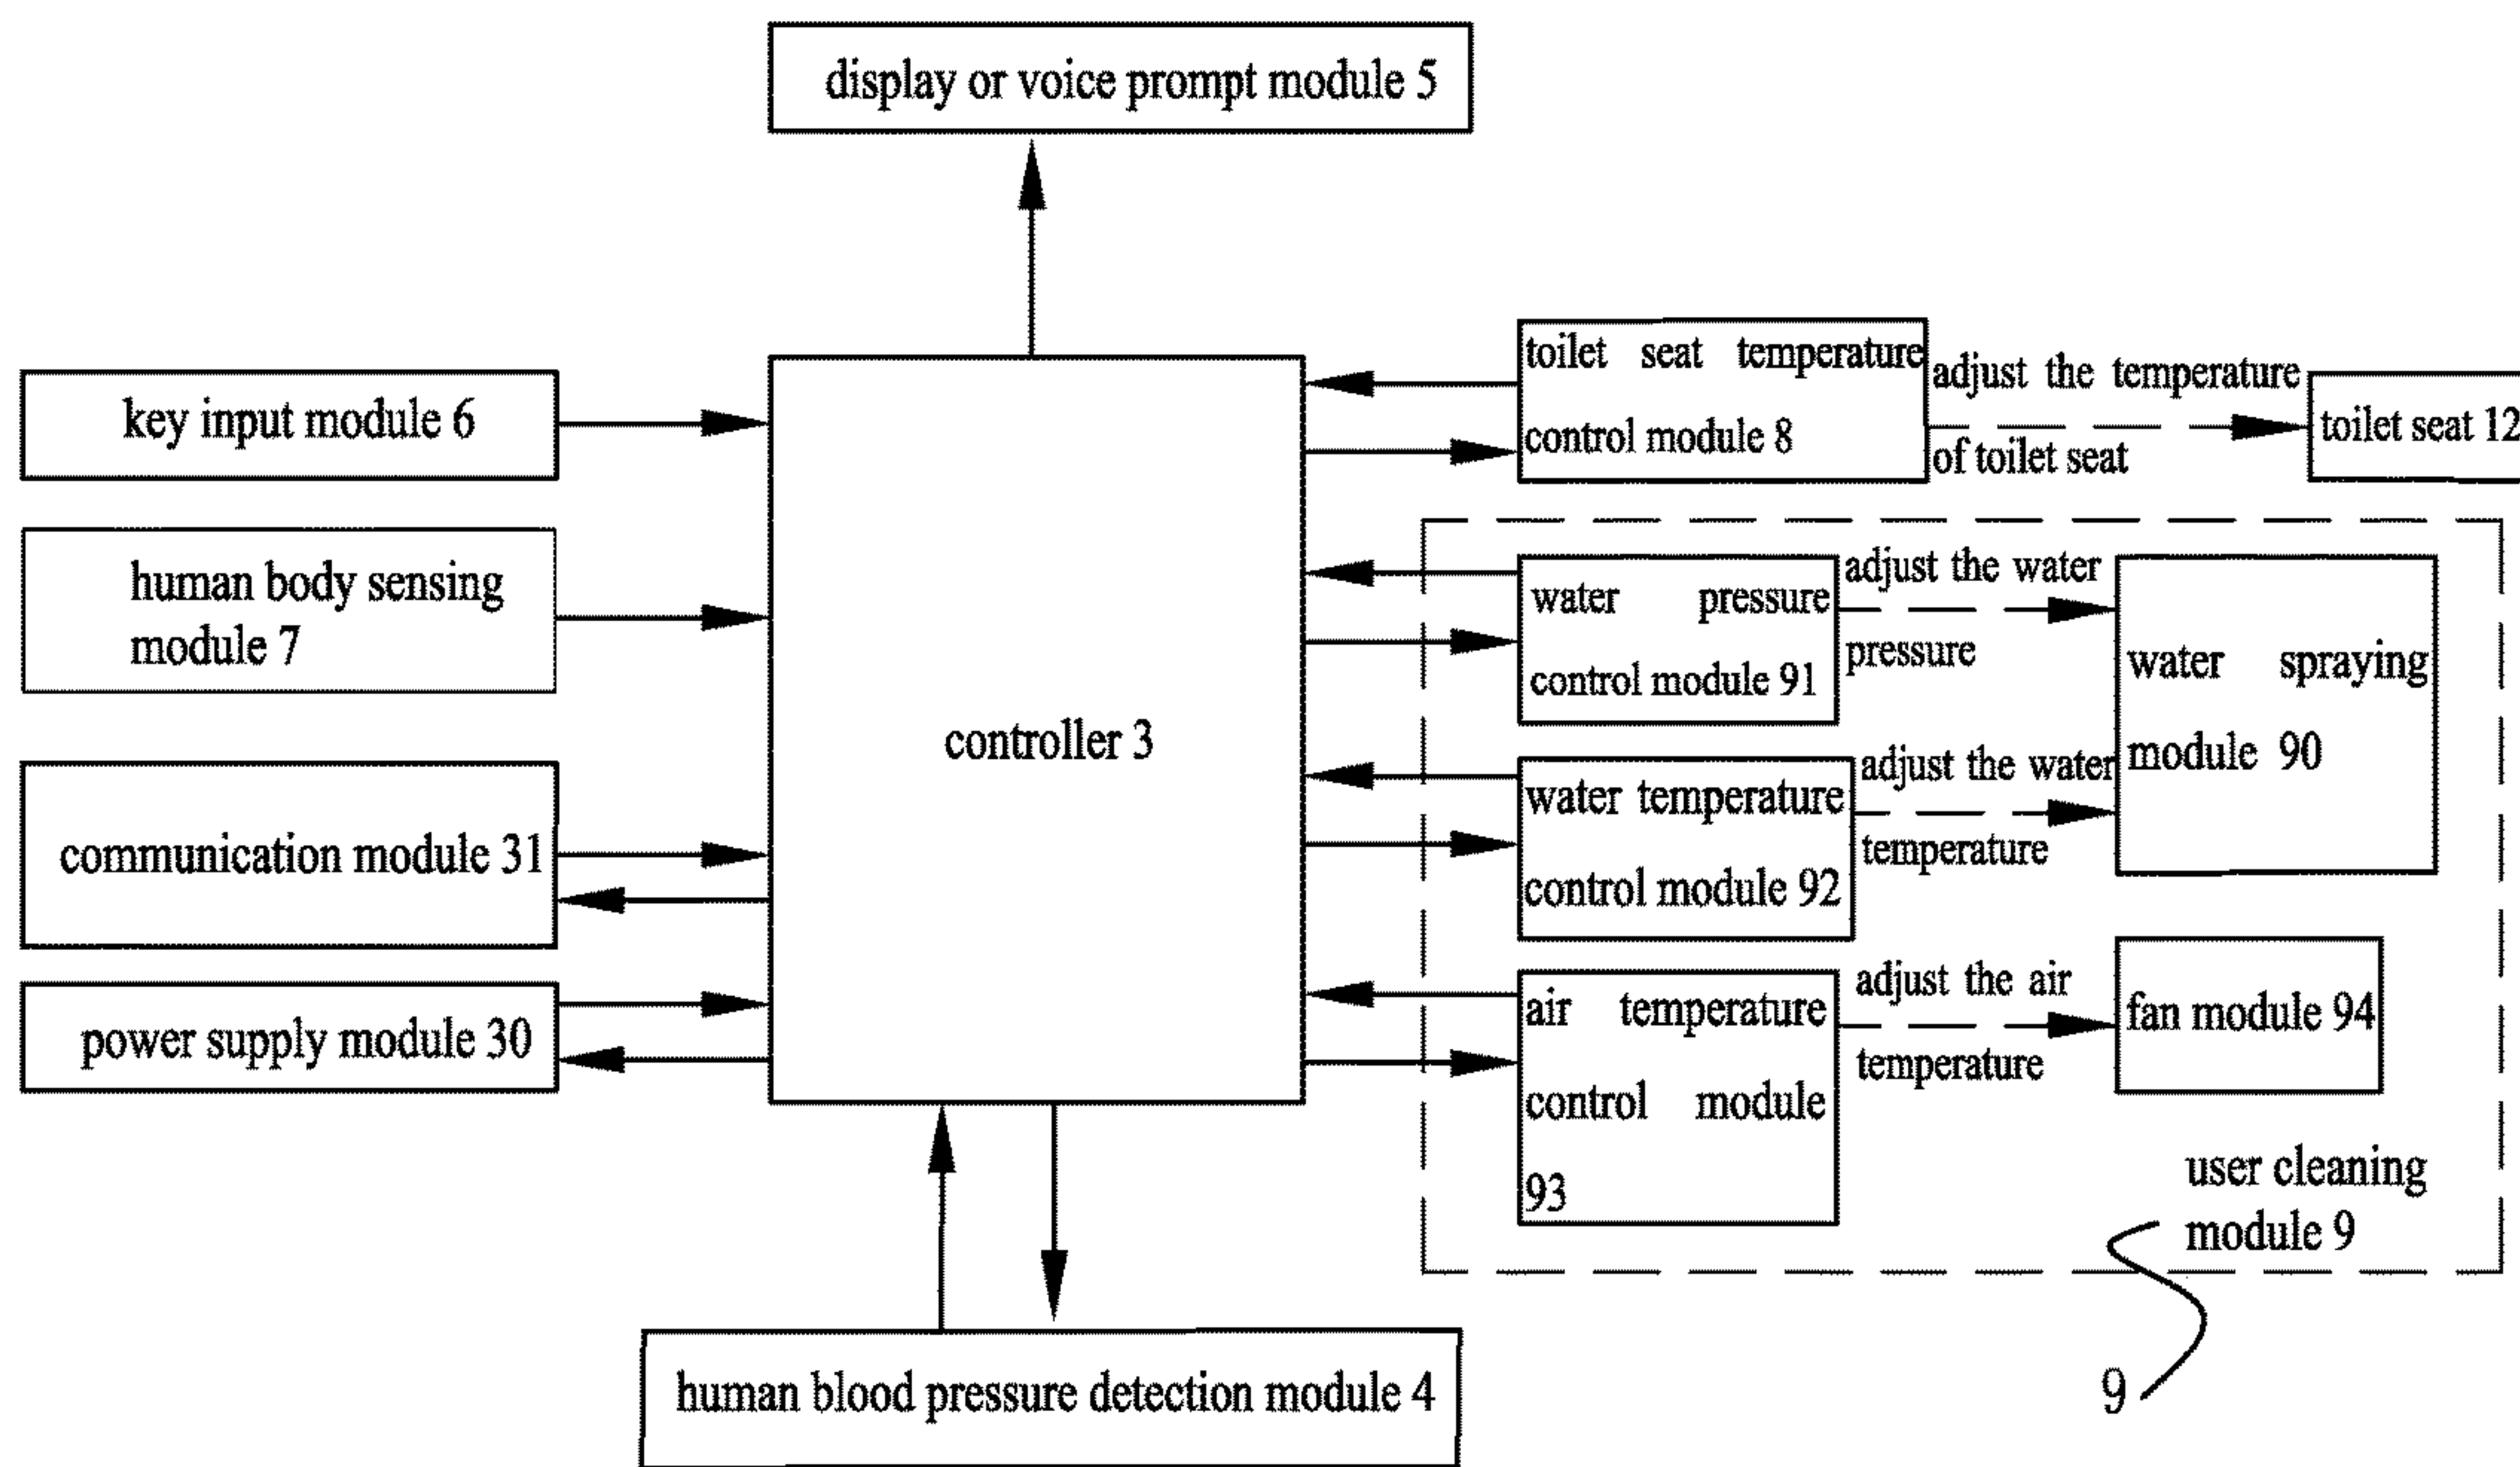 display or voice prompt module 5
key input module 6
human body sensing
module 7
communication module 31
power supply module 30
controller 3
human blood pressure detection module 4
toilet seat temperature
control module 8
adjust the temperature
of toilet seat
toilet seat 12
water pressure
control module 91
adjust the water
pressure
water spraying
module 90
water temperature
control module 92
adjust the water
temperature
air temperature
control module
93
adjust the air
temperature
fan module 94
user cleaning
module 9
9